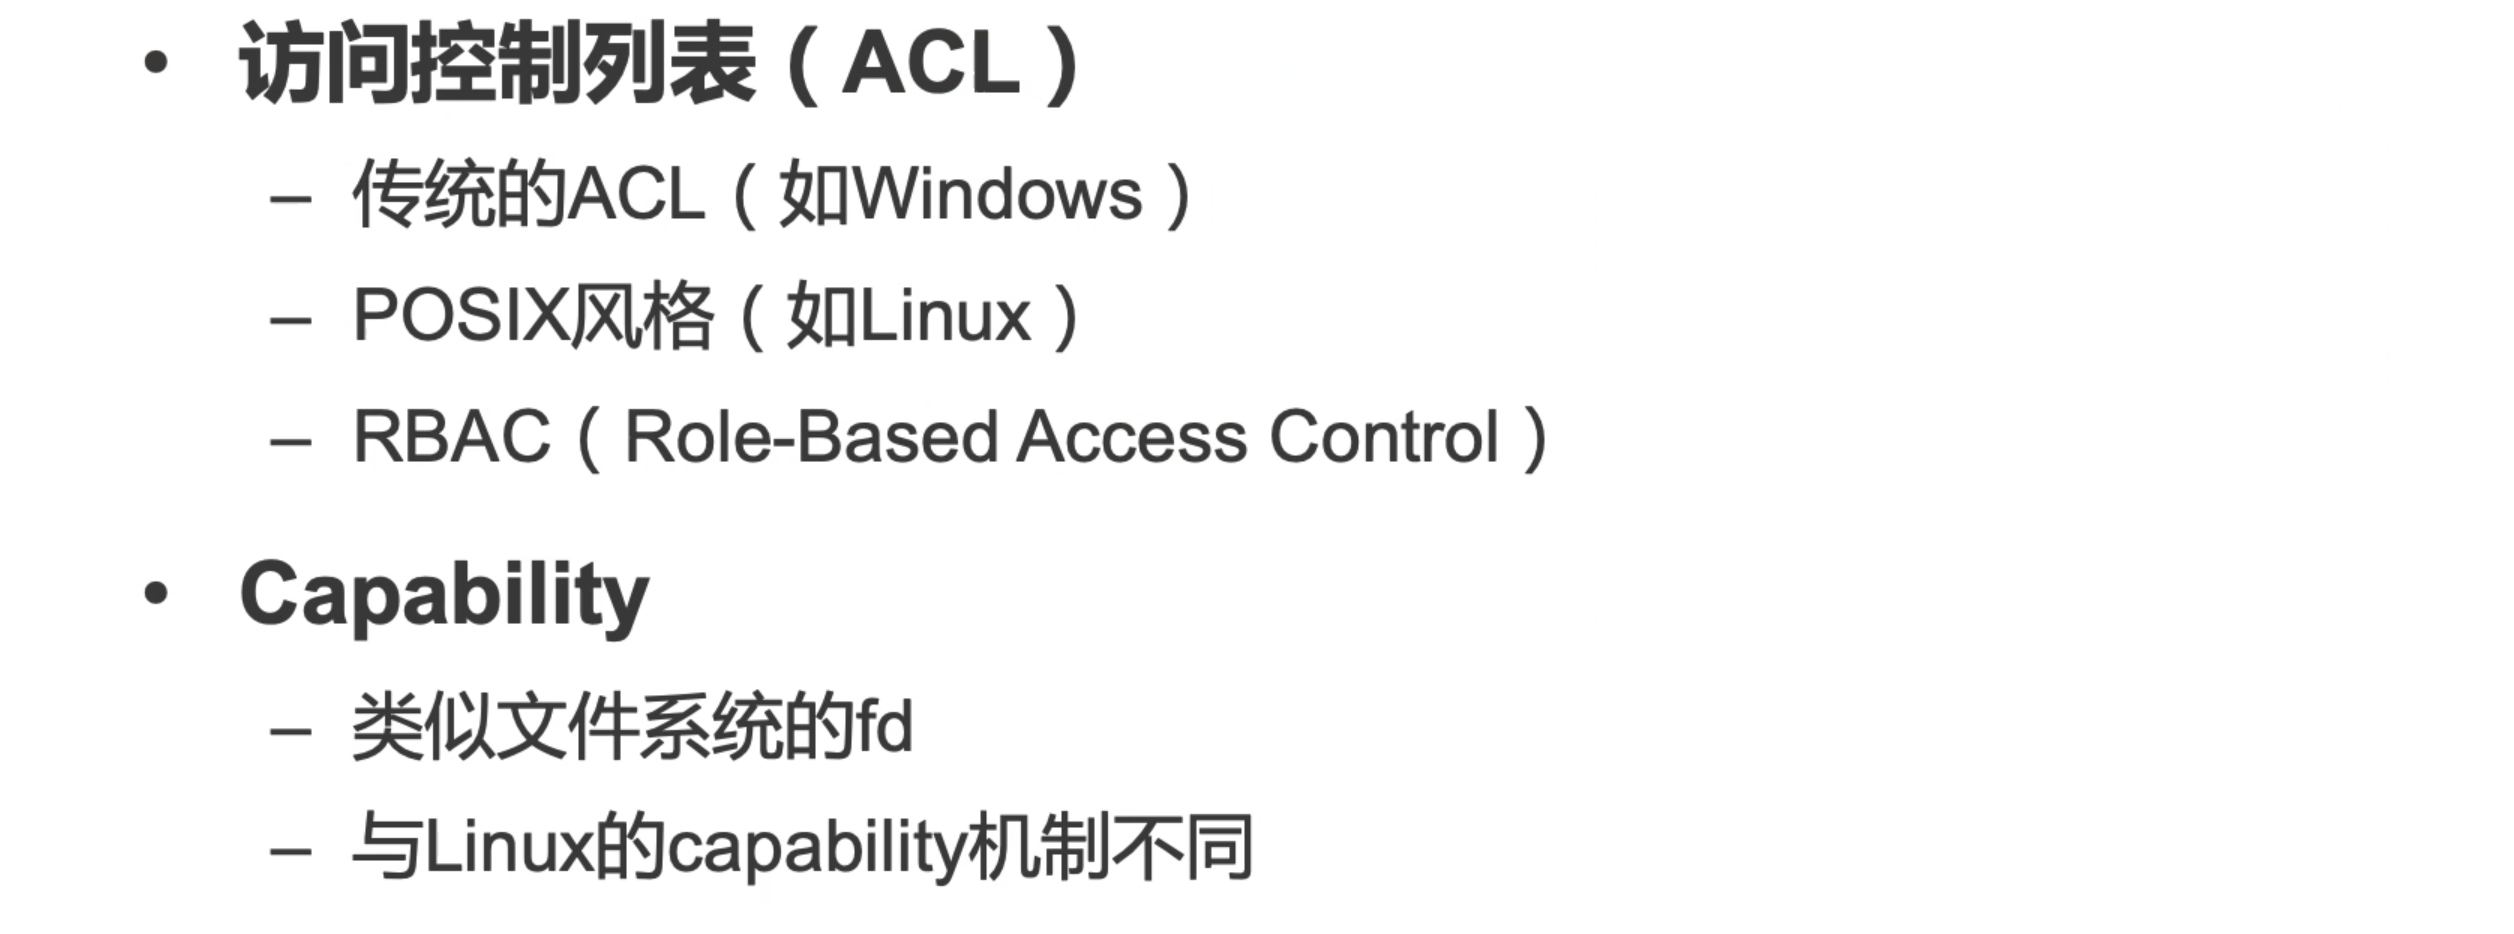 • 访问控制列表（ACL）
– 传统的ACL（如Windows）
– POSIX风格（如Linux）
– RBAC（Role-Based Access Control）
• Capability
– 类似文件系统的fd
– 与Linux的capability机制不同